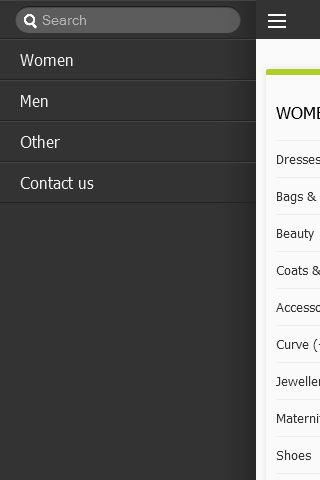 Search
Women
Men
Other
Contact us
WOME
Dresses
Bags &
Beauty
Coats &
Accesso
Curve (
Jeweller
Materni
Shoes